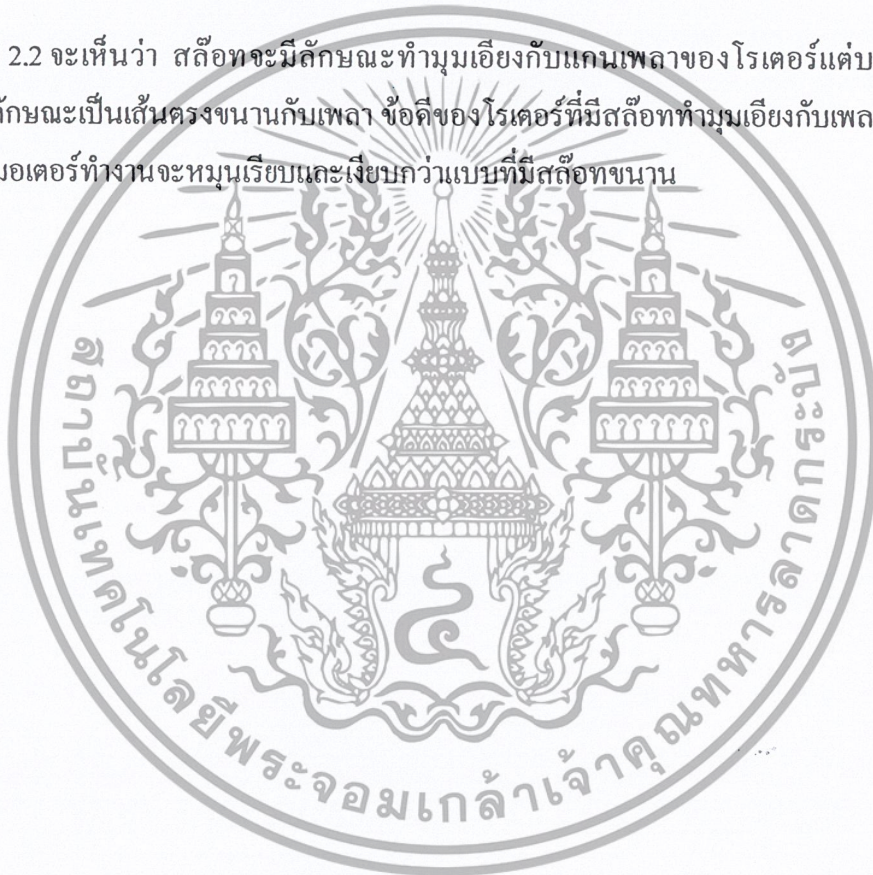 2.2 จะเห็นว่า สล๊อทจะมีลักษณะทำมุมเอียงกับแกนเพลาของโรเตอร์แต่บ
ลักษณะเป็นเส้นตรงขนานกับเพลา ข้อดีของโรเตอร์ที่มีสล๊อททำมุมเอียงกับเพล
มอเตอร์ทำงานจะหมุนเรียบและเงียบกว่าแบบที่มีสล๊อทขนาน
สถาบันเทคโนโลยีพระจอมเกล้าเจ้าคุณทหารลาดกระบัง
๔